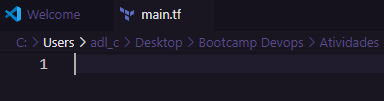 Welcome main.tf
C: > Users > adl_c > Desktop > Bootcamp Devops > Atividades
1